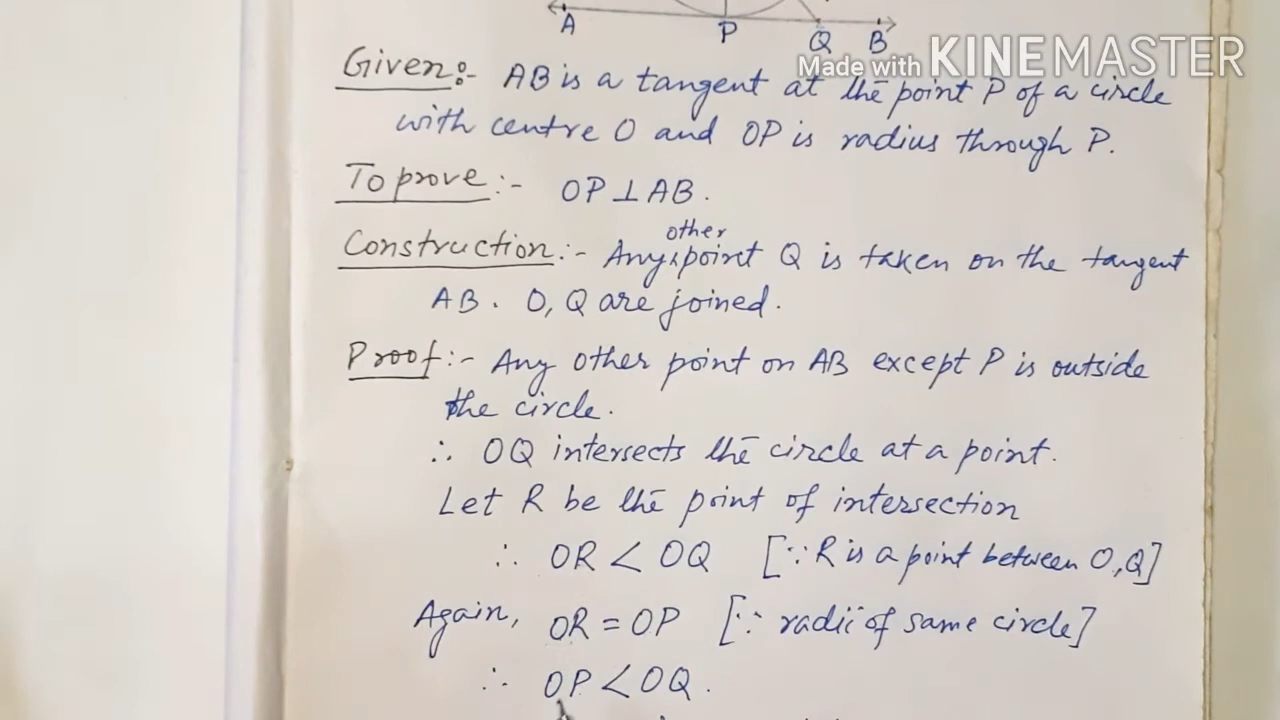 A P Q B
Made with KINEMASTER
Given:- AB is a tangent at the point P of a circle
with centre O and OP is radius through P.
To prove:- OP ⊥ AB.
Construction:- Any other point Q is taken on the tangent
AB. O, Q are joined.
Proof:- Any other point on AB except P is outside
the circle.
∴ OQ intersects the circle at a point.
Let R be the point of intersection
∴ OR < OQ [∵ R is a point between O, Q]
Again, OR = OP [∵ radii of same circle]
∴ OP < OQ.